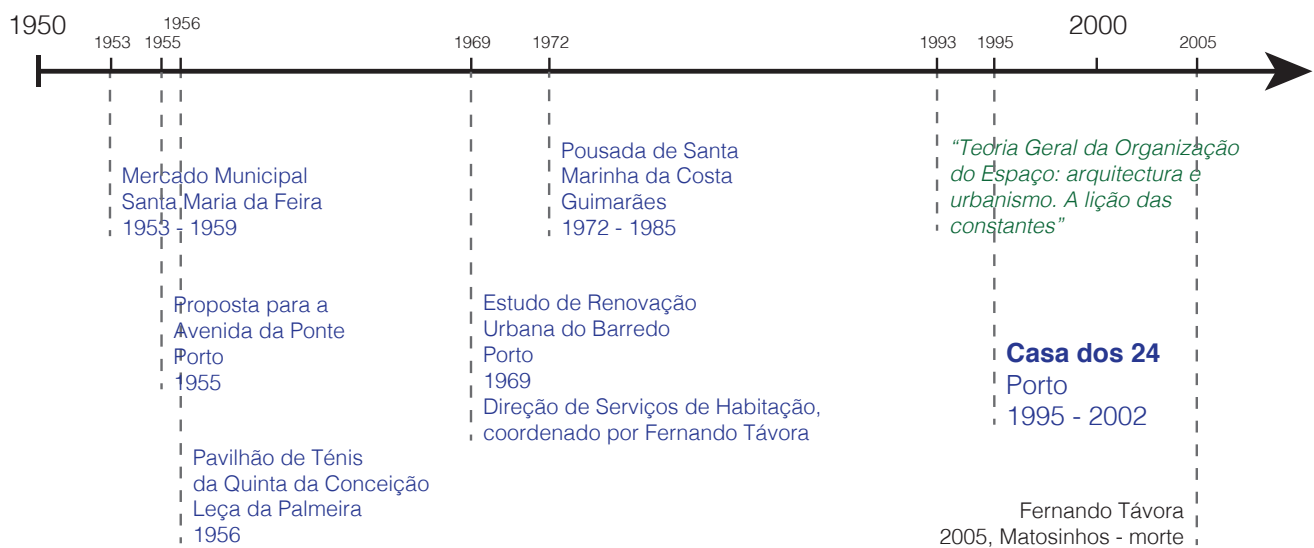 1950
1953
1955
1956
1969
1972
1993
1995
2000
2005
Mercado Municipal
Santa Maria da Feira
1953 - 1959
Proposta para a
Avenida da Ponte
Porto
1955
Pavilhão de Ténis
da Quinta da Conceição
Leça da Palmeira
1956
Estudo de Renovação
Urbana do Barredo
Porto
1969
Direção de Serviços de Habitação,
coordenado por Fernando Távora
Pousada de Santa
Marinha da Costa
Guimarães
1972 - 1985
“Teoria Geral da Organização
do Espaço: arquitectura e
urbanismo. A lição das
constantes”
Casa dos 24
Porto
1995 - 2002
Fernando Távora
2005, Matosinhos - morte